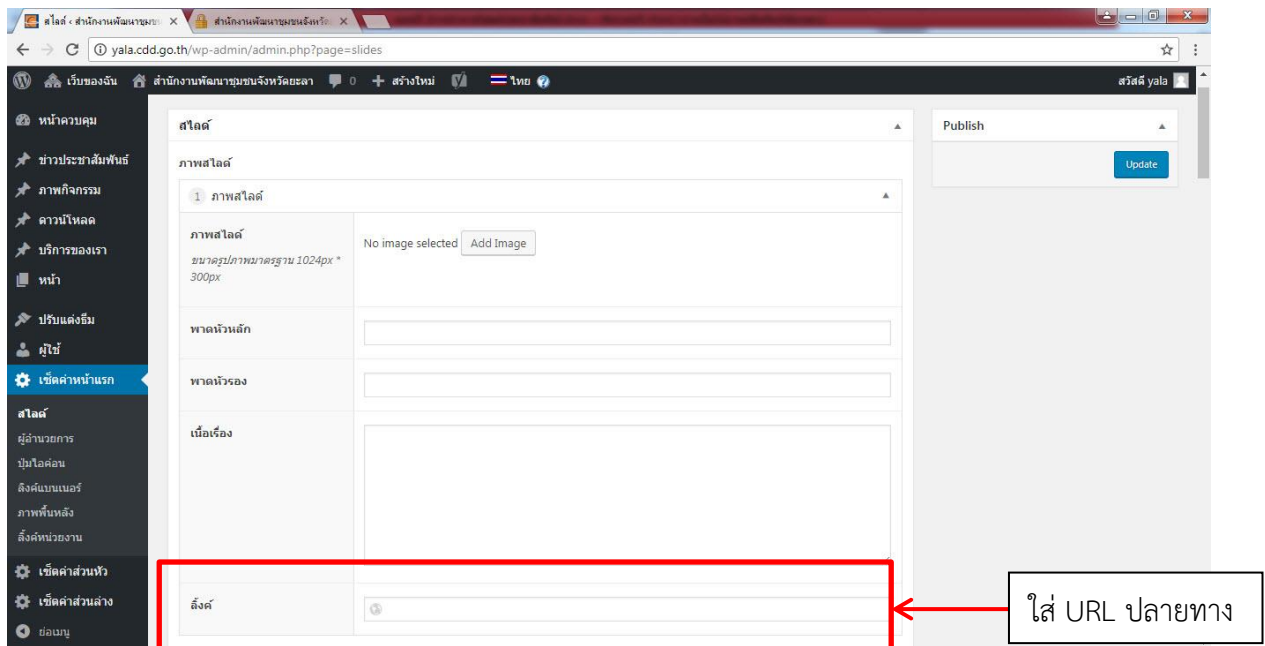 สไลด์ ‹ สำนักงานพัฒนาชุมชน
สำนักงานพัฒนาชุมชนจังหวัด
yala.cdd.go.th/wp-admin/admin.php?page=slides
เว็บของฉัน สำนักงานพัฒนาชุมชนจังหวัดยะลา 0 + สร้างใหม่ ไทย
สวัสดี yala
หน้าควบคุม
ข่าวประชาสัมพันธ์
ภาพกิจกรรม
ดาวน์โหลด
บริการของเรา
หน้า
ปรับแต่งธีม
ผู้ใช้
เซ็ตค่าหน้าแรก
สไลด์
ผู้อำนวยการ
ปุ่มไอค่อน
ลิงค์แบนเนอร์
ภาพพื้นหลัง
ลิ้งค์หน่วยงาน
เซ็ตค่าส่วนหัว
เซ็ตค่าส่วนล่าง
ย่อเมนู
สไลด์
ภาพสไลด์
1 ภาพสไลด์
ภาพสไลด์
ขนาดรูปภาพมาตรฐาน 1024px *
300px
No image selected Add Image
พาดหัวหลัก
พาดหัวรอง
เนื้อเรื่อง
ลิ้งค์
Publish
Update
ใส่ URL ปลายทาง